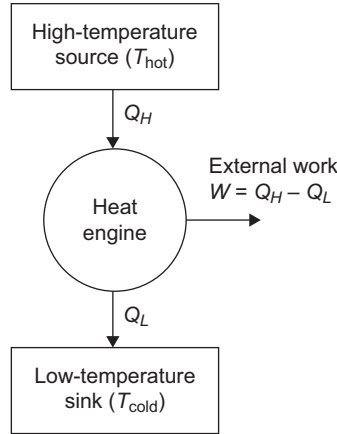 High-temperature
source (T_hot)
Q_H
External work
W = Q_H – Q_L
Heat
engine
Q_L
Low-temperature
sink (T_cold)